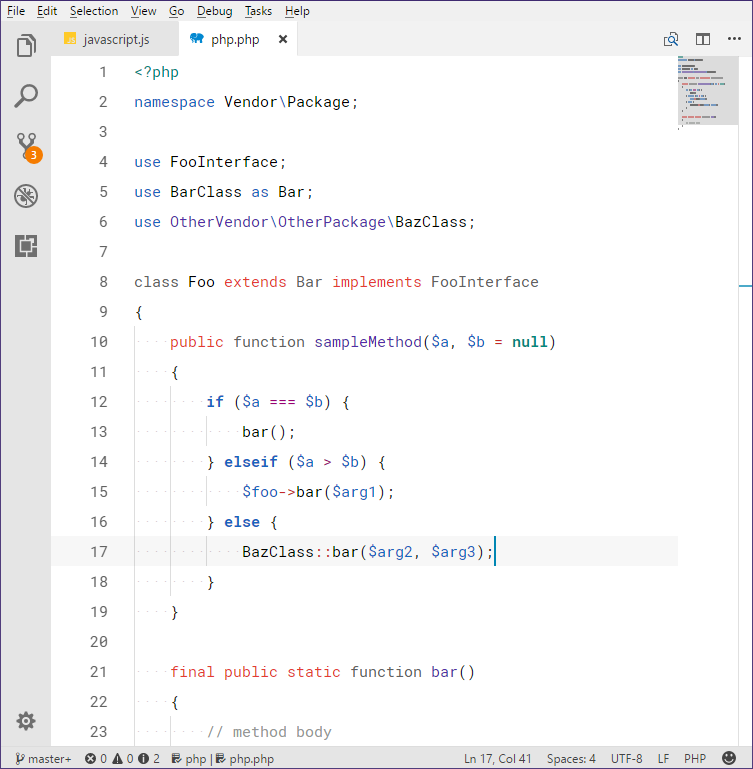 File Edit Selection View Go Debug Tasks Help
JS javascript.js php.php ×
1 <?php
2 namespace Vendor\Package;
3
4 use FooInterface;
5 use BarClass as Bar;
6 use OtherVendor\OtherPackage\BazClass;
7
8 class Foo extends Bar implements FooInterface
9 {
10 public function sampleMethod($a, $b = null)
11 {
12 if ($a === $b) {
13 bar();
14 } elseif ($a > $b) {
15 $foo->bar($arg1);
16 } else {
17 BazClass::bar($arg2, $arg3);
18 }
19 }
20
21 final public static function bar()
22 {
23 // method body
3
master+ 0 0 2 php | php.php Ln 17, Col 41 Spaces: 4 UTF-8 LF PHP